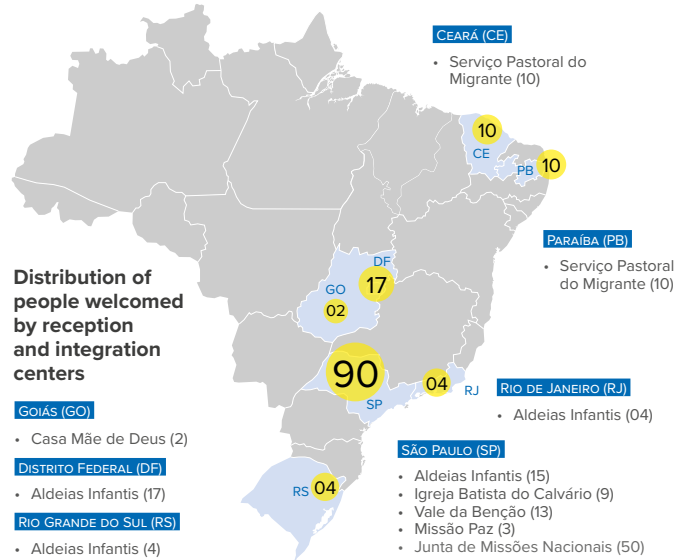 CEARÁ (CE)
• Serviço Pastoral do
Migrante (10)
10
CE
PB
10
PARAÍBA (PB)
• Serviço Pastoral
do Migrante (10)
DF
17
GO
02
Distribution of
people welcomed
by reception
and integration
centers
90
SP
04
RJ
RIO DE JANEIRO (RJ)
• Aldeias Infantis (04)
GOIÁS (GO)
• Casa Mãe de Deus (2)
DISTRITO FEDERAL (DF)
• Aldeias Infantis (17)
RIO GRANDE DO SUL (RS)
• Aldeias Infantis (4)
RS
04
SÃO PAULO (SP)
• Aldeias Infantis (15)
• Igreja Batista do Calvário (9)
• Vale da Benção (13)
• Missão Paz (3)
• Junta de Missões Nacionais (50)